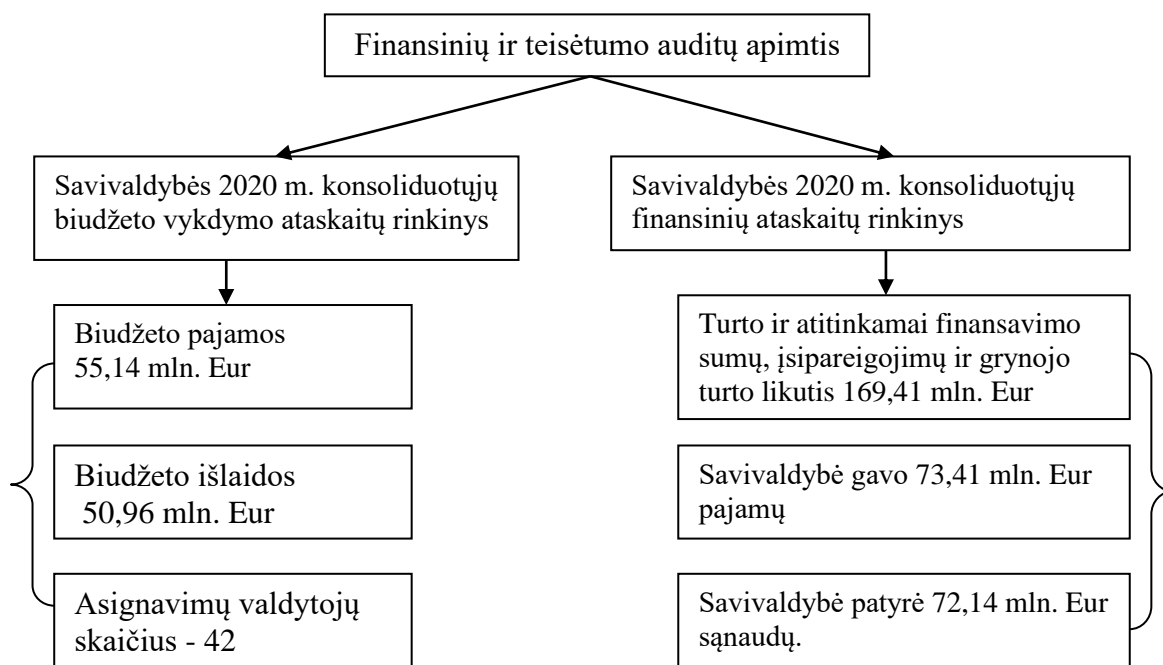 Finansinių ir teisėtumo auditų apimtis
Savivaldybės 2020 m. konsoliduotųjų
biudžeto vykdymo ataskaitų rinkinys
Savivaldybės 2020 m. konsoliduotųjų
finansinių ataskaitų rinkinys
Biudžeto pajamos
55,14 mln. Eur
Turto ir atitinkamai finansavimo
sumų, įsipareigojimų ir grynojo
turto likutis 169,41 mln. Eur
Biudžeto išlaidos
50,96 mln. Eur
Savivaldybė gavo 73,41 mln. Eur
pajamų
Asignavimų valdytojų
skaičius - 42
Savivaldybė patyrė 72,14 mln. Eur
sąnaudų.